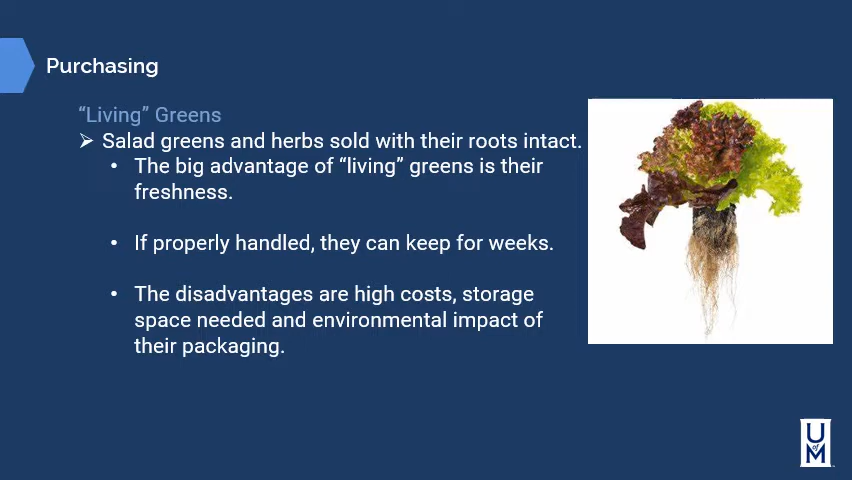 Purchasing
“Living” Greens
➢ Salad greens and herbs sold with their roots intact.
• The big advantage of “living” greens is their
freshness.
• If properly handled, they can keep for weeks.
• The disadvantages are high costs, storage
space needed and environmental impact of
their packaging.
U
of
M